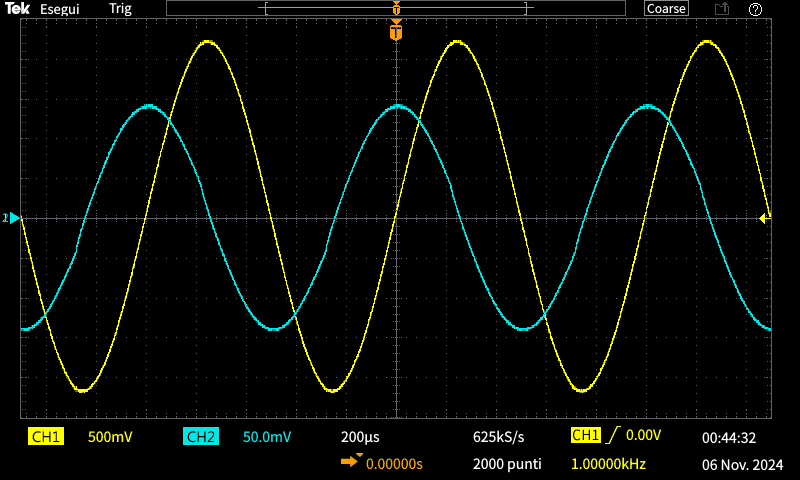 Tek Esegui Trig Coarse ?
T
T
2
CH1 500mV CH2 50.0mV 200µs 625kS/s CH1 0.00V 00:44:32
0.00000s 2000 punti 1.00000kHz 06 Nov. 2024